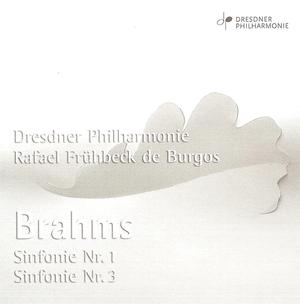 DRESDNER
PHILHARMONIE
Dresdner Philharmonie
Rafael Frühbeck de Burgos
Brahms
Sinfonie Nr. 1
Sinfonie Nr. 3